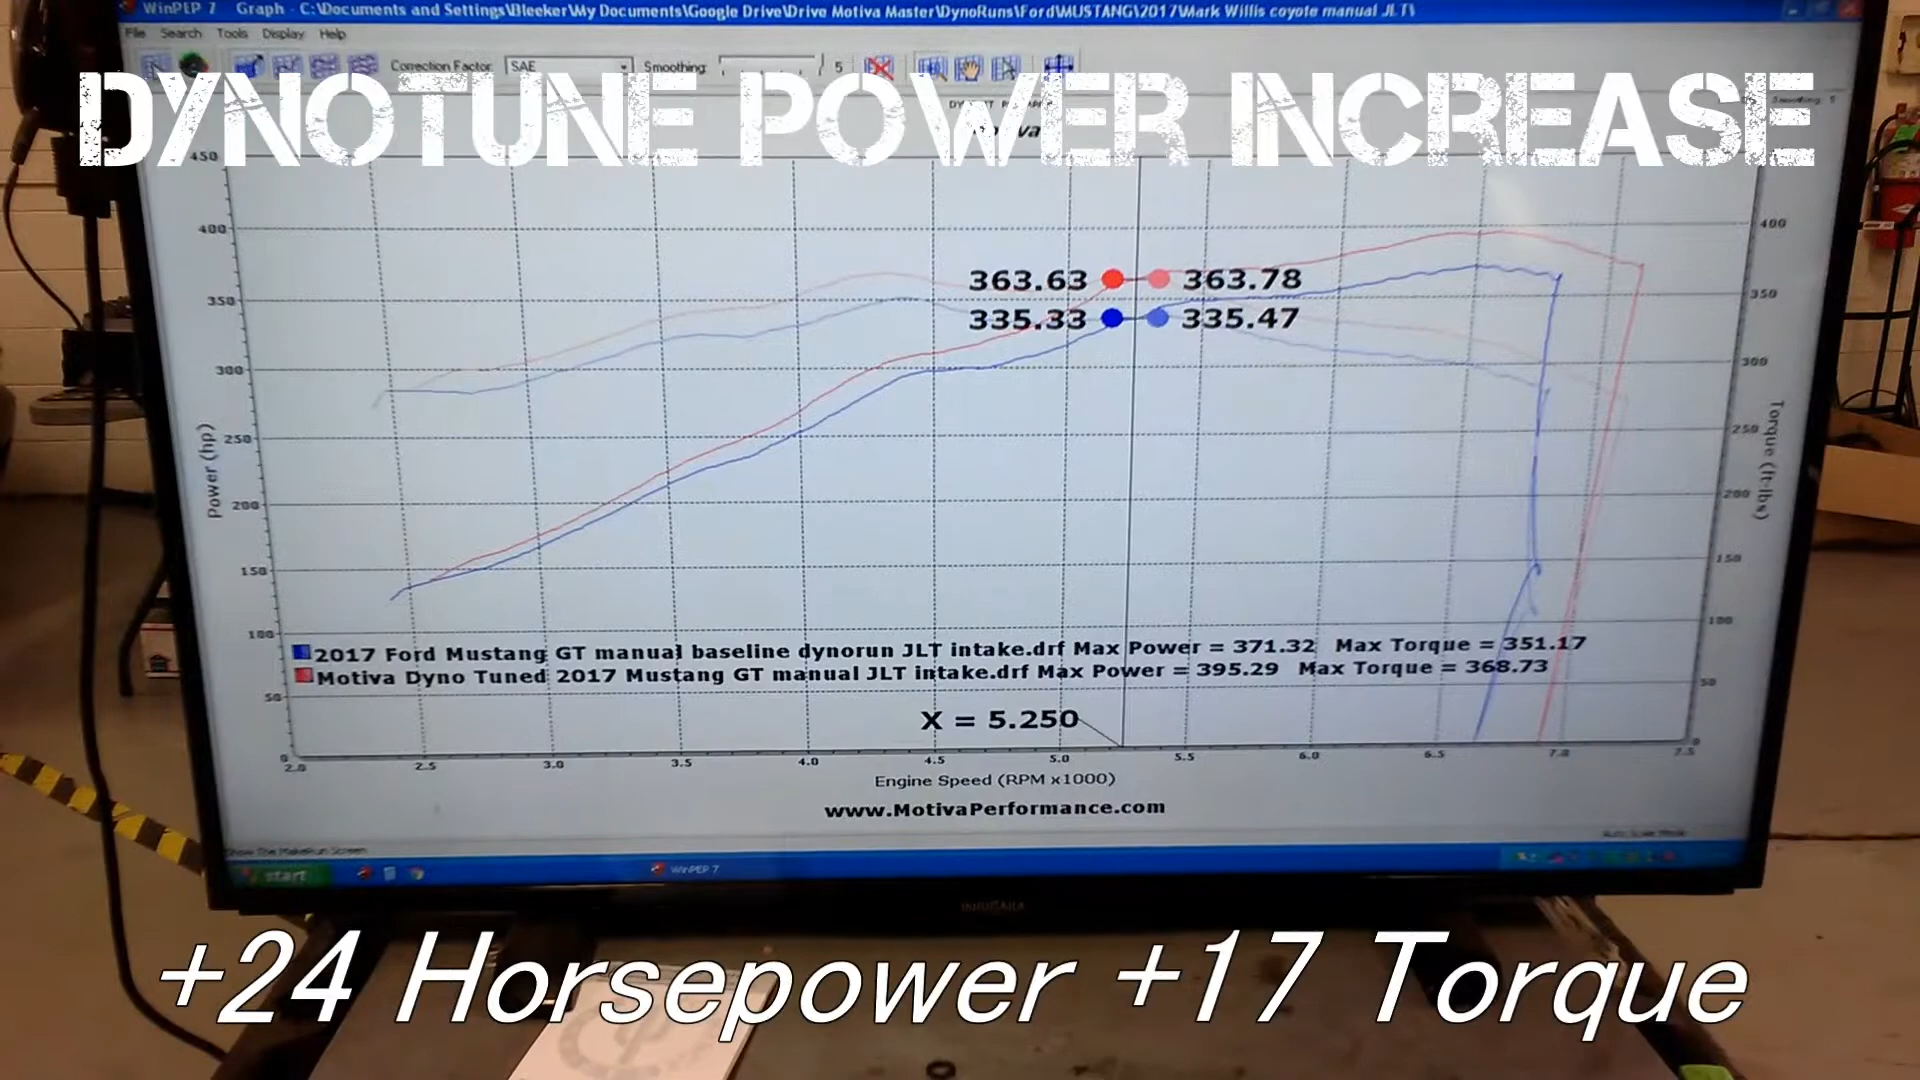 WinPEP 7 Graph - C:\Documents and Settings\Bleeker\My Documents\Google Drive\Drive Motiva Master\DynoRuns\Ford\MUSTANG\2017\Mark Willis coyote manual JLT\
File Search Tools Display Help
Correction Factor: SAE Smoothing: 5
DYNOTUNE POWER INCREASE
450
400 400
363.63 363.78
350 350
335.33 335.47
300 300
250 250
Power (hp) Torque (ft-lbs)
200 200
150 150
100 100
2017 Ford Mustang GT manual baseline dynorun JLT intake.drf Max Power = 371.32 Max Torque = 351.17
Motiva Dyno Tuned 2017 Mustang GT manual JLT intake.drf Max Power = 395.29 Max Torque = 368.73
50 50
X = 5.250
0 0
2.0 2.5 3.0 3.5 4.0 4.5 5.0 5.5 6.0 6.5 7.0 7.5
Engine Speed (RPM x1000)
www.MotivaPerformance.com
Show The MakeRun Screen
start WinPEP 7
INSIGNIA
+24 Horsepower +17 Torque